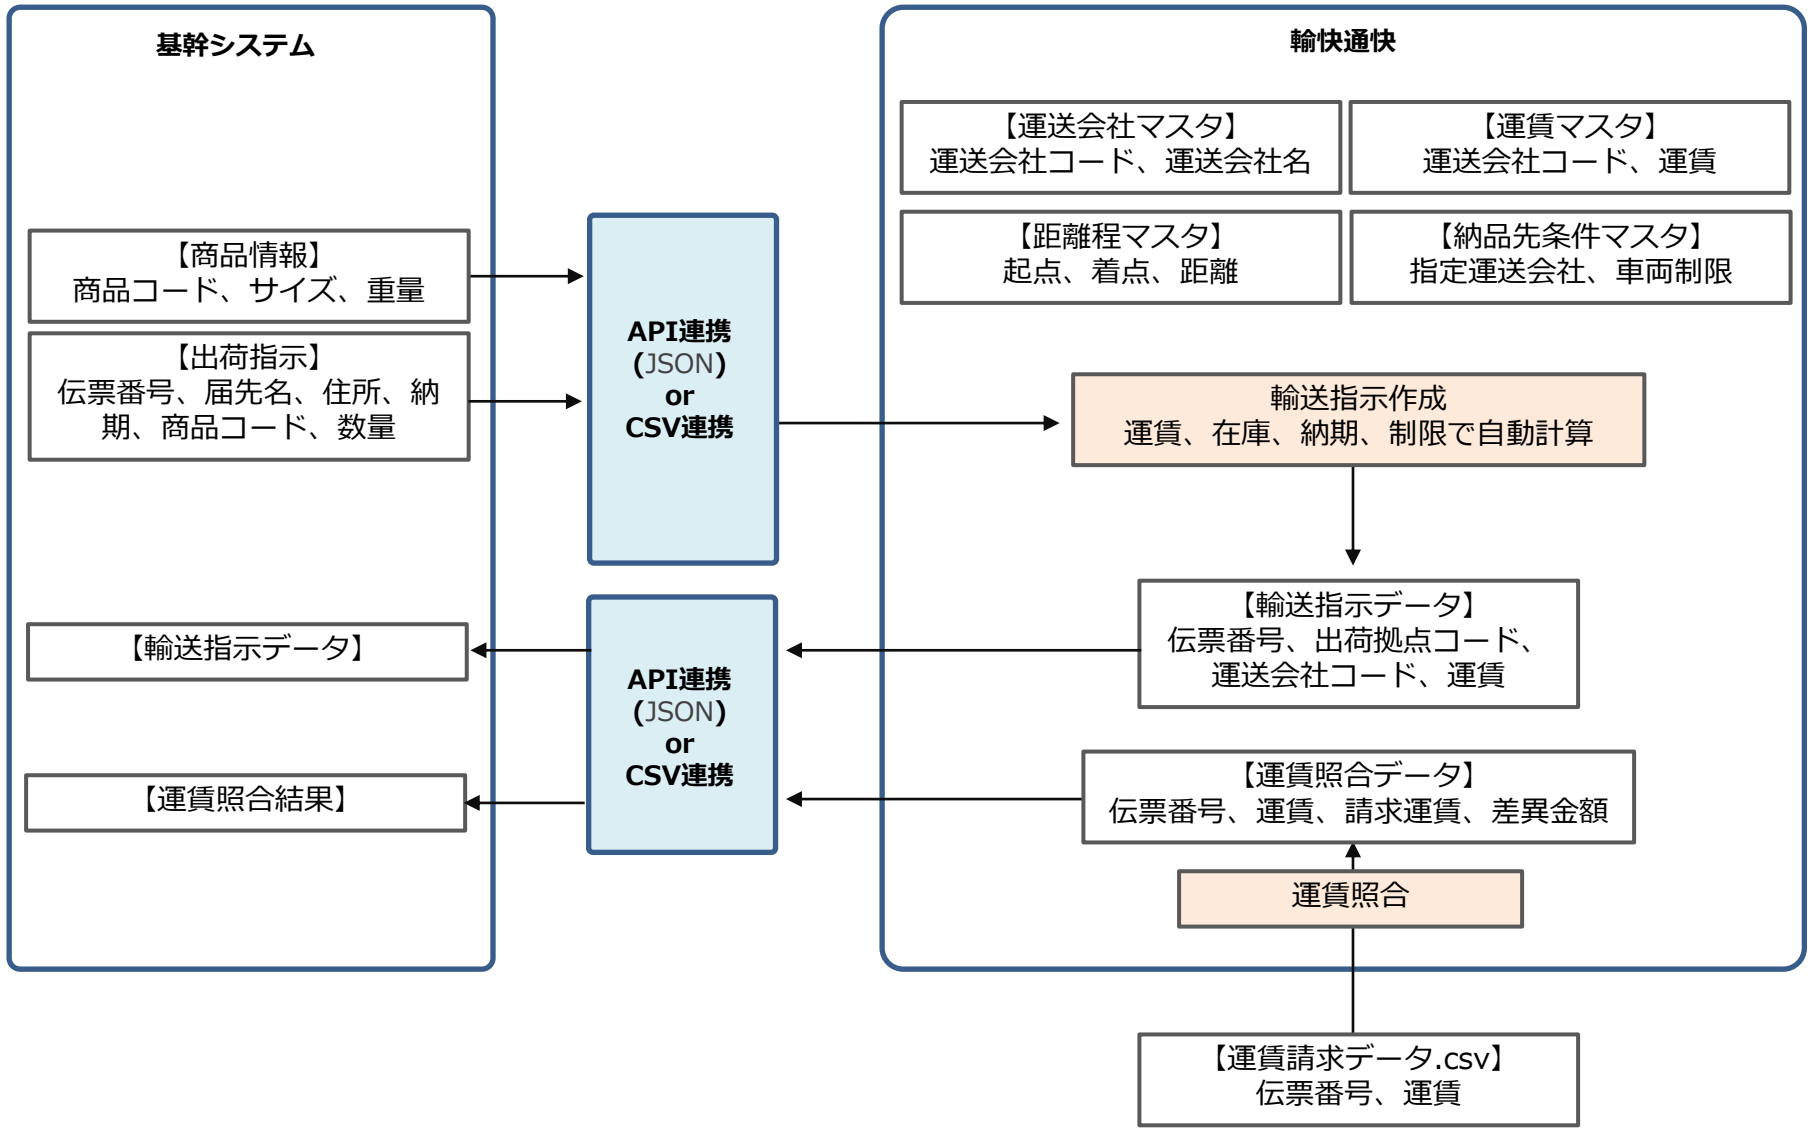 基幹システム
【商品情報】
商品コード、サイズ、重量
【出荷指示】
伝票番号、届先名、住所、納
期、商品コード、数量
【輸送指示データ】
【運賃照合結果】
API連携
(JSON)
or
CSV連携
API連携
(JSON)
or
CSV連携
輸快通快
【運送会社マスタ】
運送会社コード、運送会社名
【運賃マスタ】
運送会社コード、運賃
【距離程マスタ】
起点、着点、距離
【納品先条件マスタ】
指定運送会社、車両制限
輸送指示作成
運賃、在庫、納期、制限で自動計算
【輸送指示データ】
伝票番号、出荷拠点コード、
運送会社コード、運賃
【運賃照合データ】
伝票番号、運賃、請求運賃、差異金額
運賃照合
【運賃請求データ.csv】
伝票番号、運賃